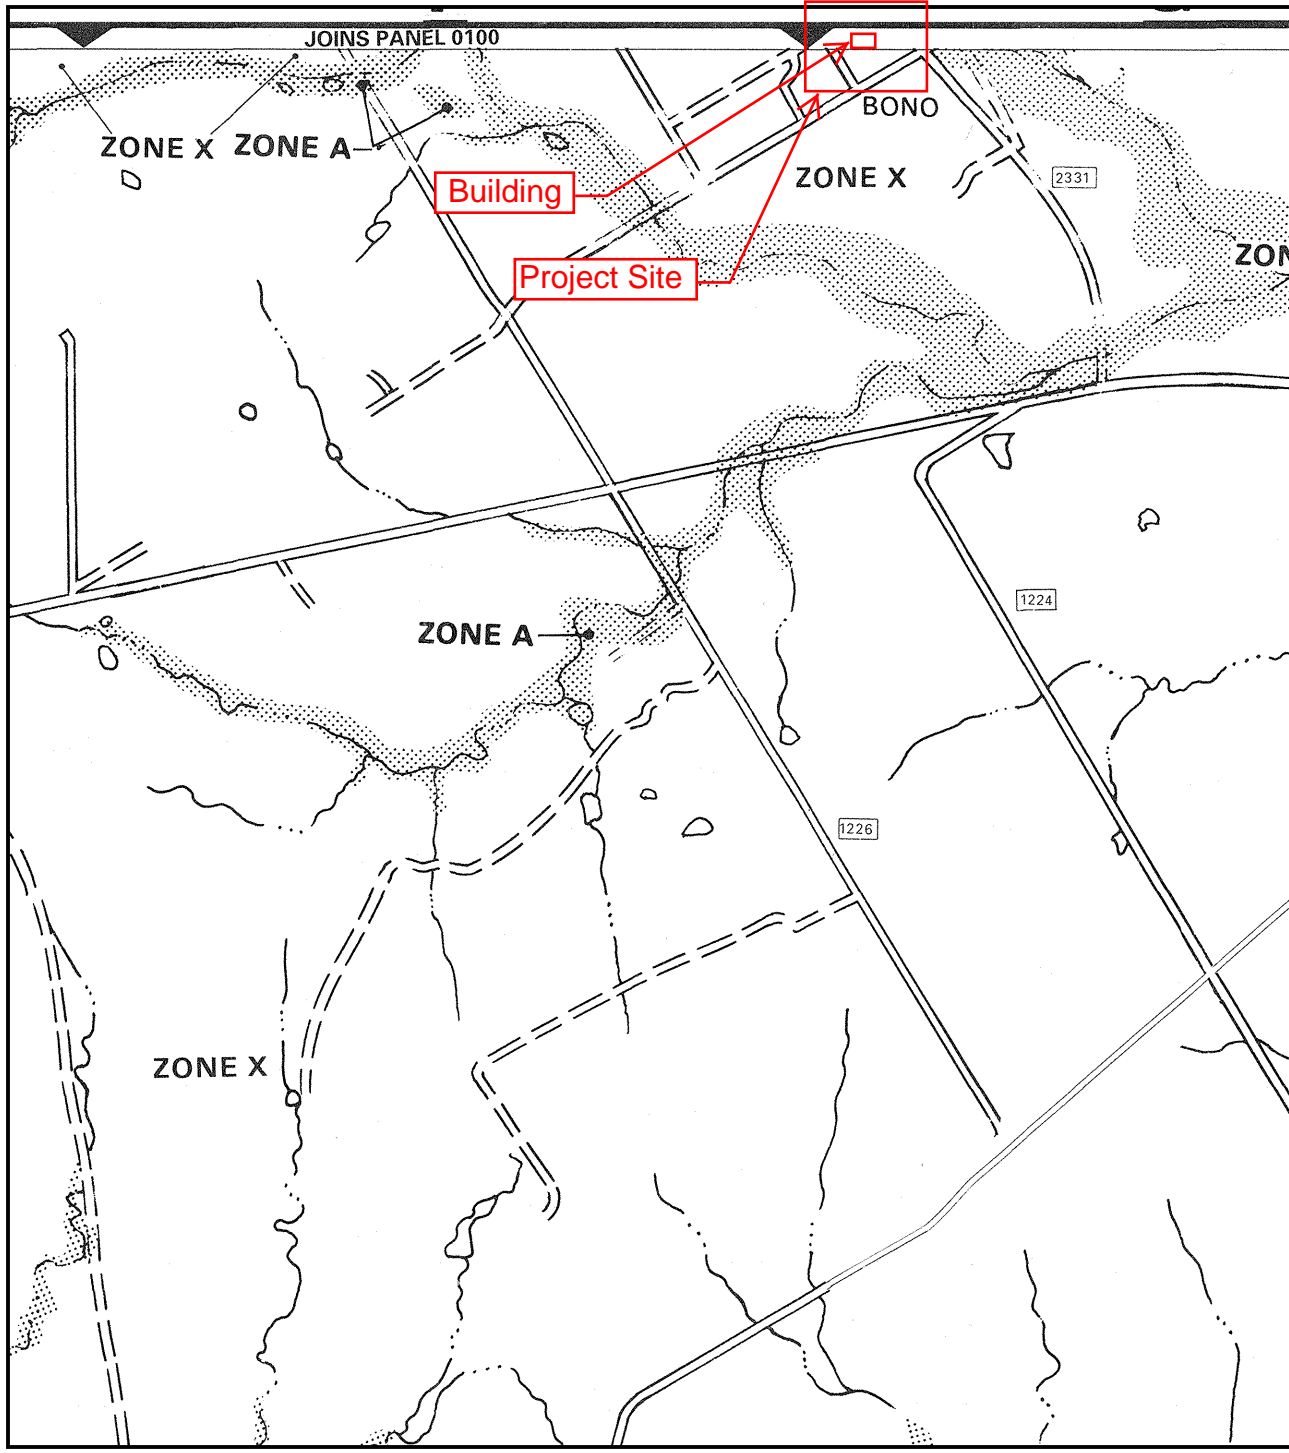 JOINS PANEL 0100
BONO
ZONE X
ZONE A
ZONE X
2331
Building
ZON
Project Site
1224
ZONE A
1226
ZONE X